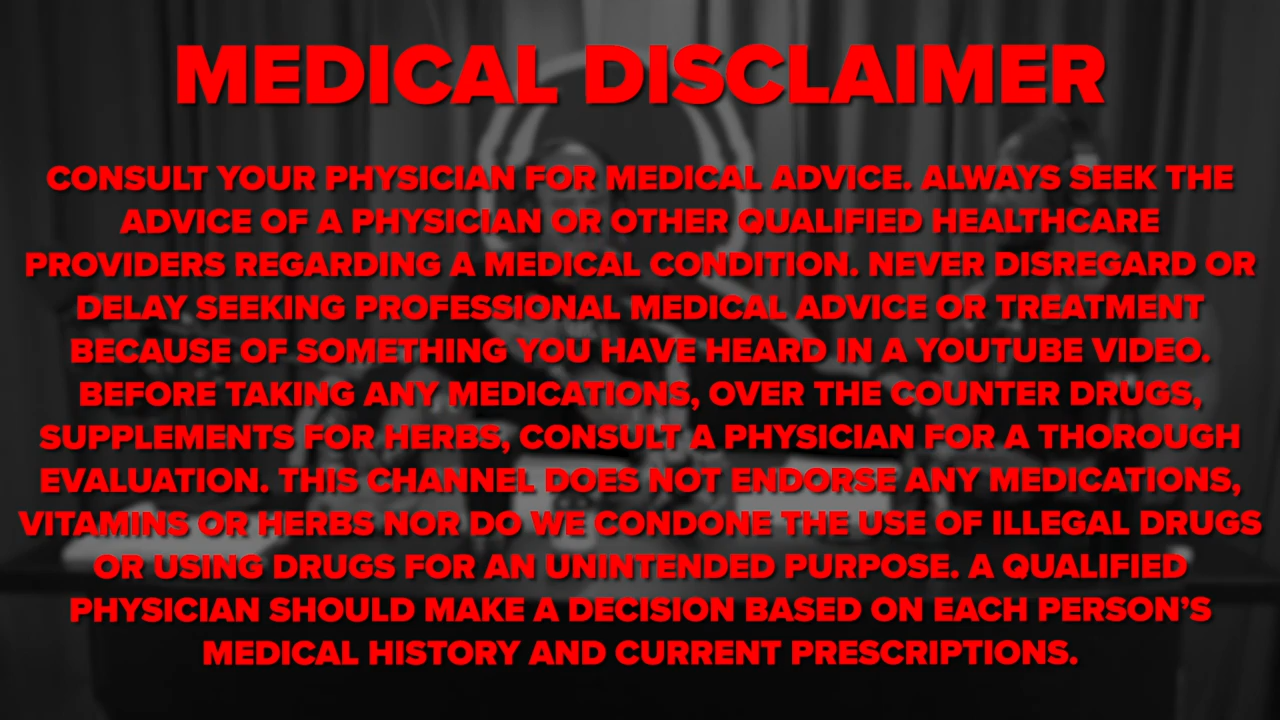 MEDICAL DISCLAIMER
CONSULT YOUR PHYSICIAN FOR MEDICAL ADVICE. ALWAYS SEEK THE
ADVICE OF A PHYSICIAN OR OTHER QUALIFIED HEALTHCARE
PROVIDERS REGARDING A MEDICAL CONDITION. NEVER DISREGARD OR
DELAY SEEKING PROFESSIONAL MEDICAL ADVICE OR TREATMENT
BECAUSE OF SOMETHING YOU HAVE HEARD IN A YOUTUBE VIDEO.
BEFORE TAKING ANY MEDICATIONS, OVER THE COUNTER DRUGS,
SUPPLEMENTS FOR HERBS, CONSULT A PHYSICIAN FOR A THOROUGH
EVALUATION. THIS CHANNEL DOES NOT ENDORSE ANY MEDICATIONS,
VITAMINS OR HERBS NOR DO WE CONDONE THE USE OF ILLEGAL DRUGS
OR USING DRUGS FOR AN UNINTENDED PURPOSE. A QUALIFIED
PHYSICIAN SHOULD MAKE A DECISION BASED ON EACH PERSON’S
MEDICAL HISTORY AND CURRENT PRESCRIPTIONS.